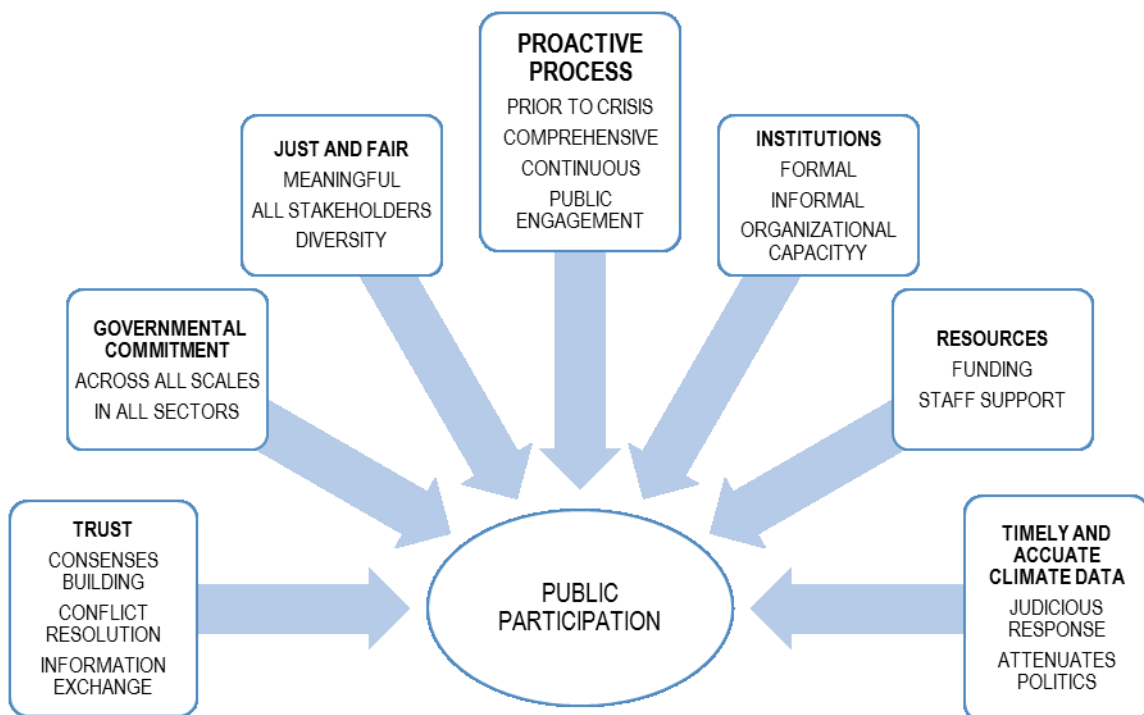 PROACTIVE
PROCESS
PRIOR TO CRISIS
COMPREHENSIVE
CONTINUOUS
PUBLIC
ENGAGEMENT
JUST AND FAIR
MEANINGFUL
ALL STAKEHOLDERS
DIVERSITY
INSTITUTIONS
FORMAL
INFORMAL
ORGANIZATIONAL
CAPACITYY
GOVERNMENTAL
COMMITMENT
ACROSS ALL SCALES
IN ALL SECTORS
RESOURCES
FUNDING
STAFF SUPPORT
TRUST
CONSENSES
BUILDING
CONFLICT
RESOLUTION
INFORMATION
EXCHANGE
PUBLIC
PARTICIPATION
TIMELY AND
ACCUATE
CLIMATE DATA
JUDICIOUS
RESPONSE
ATTENUATES
POLITICS